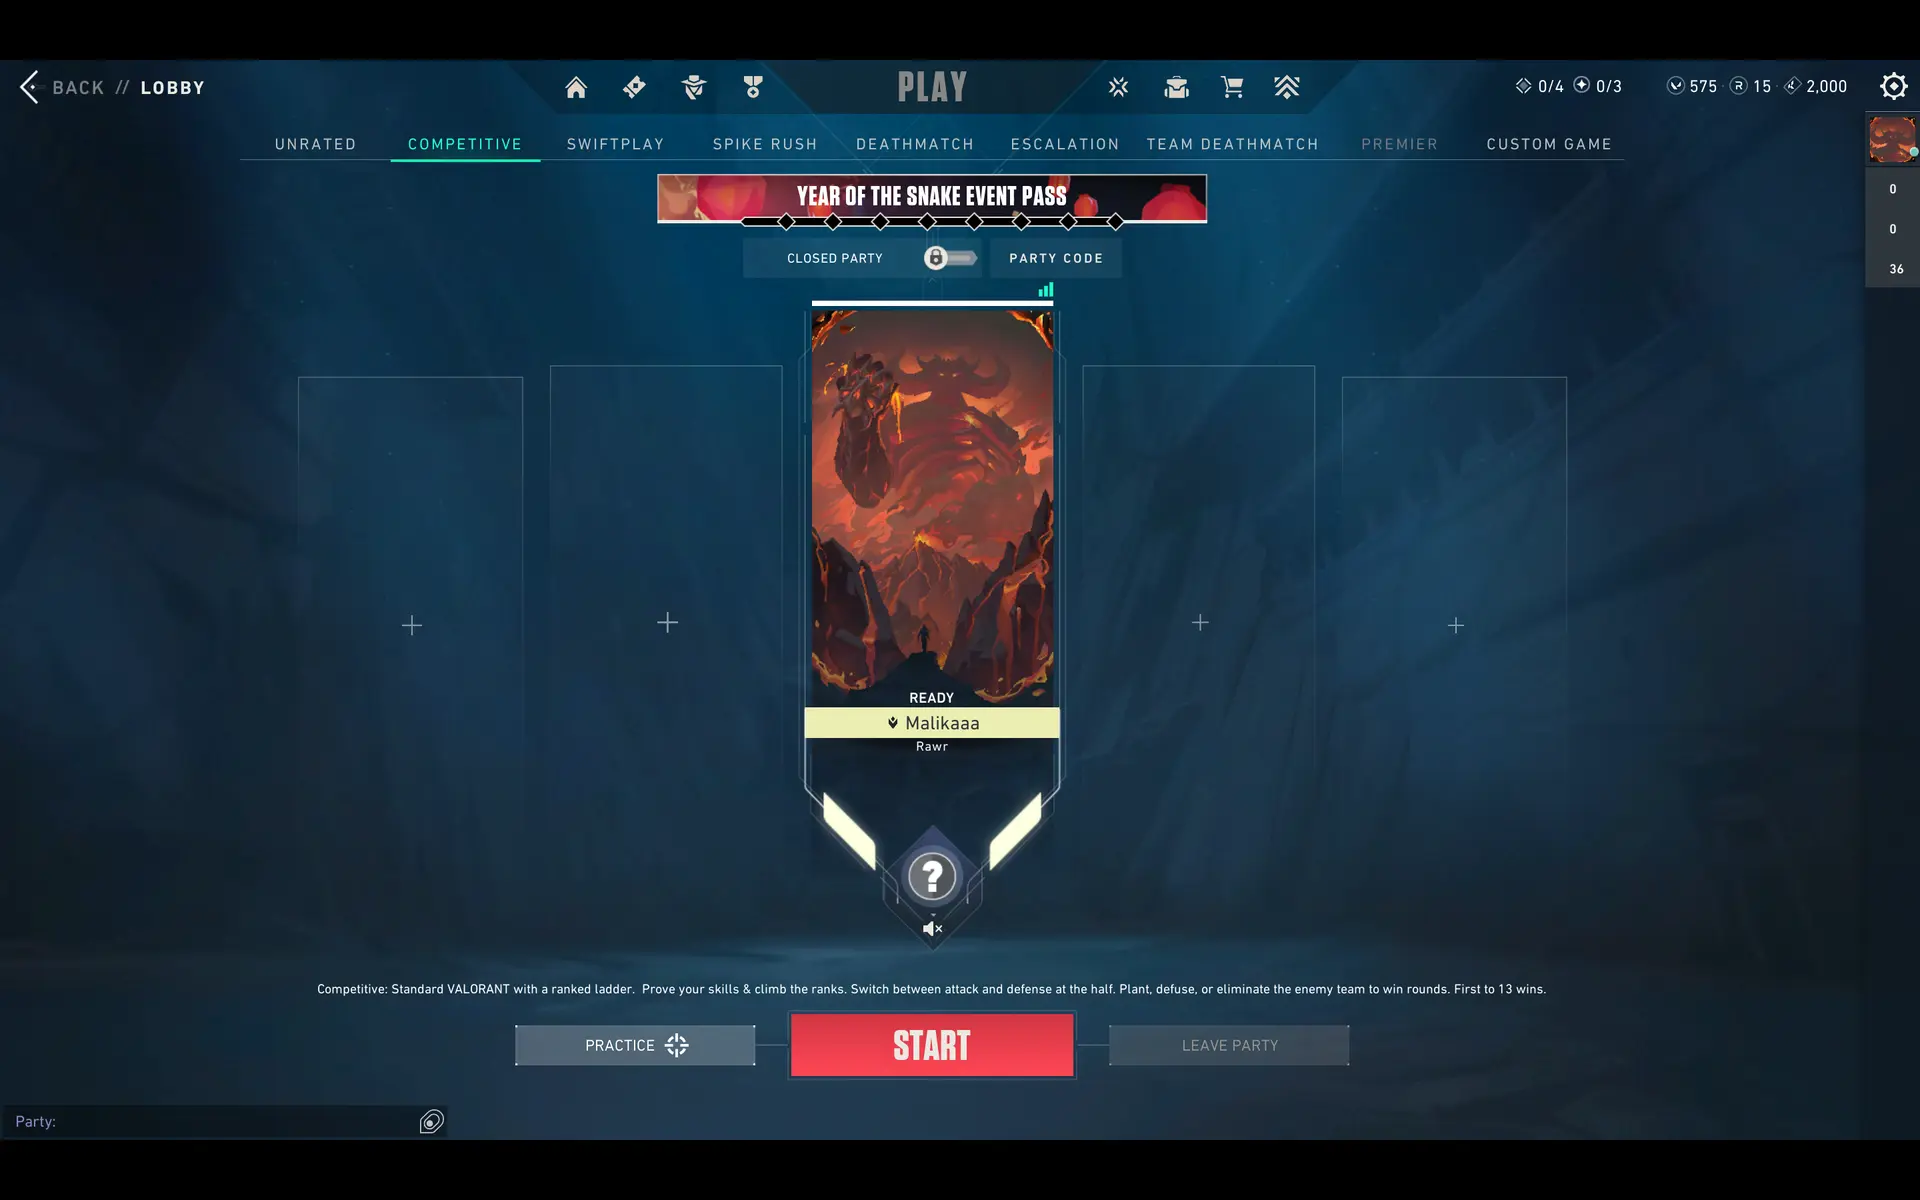 BACK // LOBBY
PLAY
0/4 0/3 575 R 15 2,000
UNRATED COMPETITIVE SWIFTPLAY SPIKE RUSH DEATHMATCH ESCALATION TEAM DEATHMATCH PREMIER CUSTOM GAME
YEAR OF THE SNAKE EVENT PASS
CLOSED PARTY PARTY CODE
0
0
36
READY
Malikaaa
Rawr
?
Competitive: Standard VALORANT with a ranked ladder. Prove your skills & climb the ranks. Switch between attack and defense at the half. Plant, defuse, or eliminate the enemy team to win rounds. First to 13 wins.
PRACTICE START LEAVE PARTY
Party: